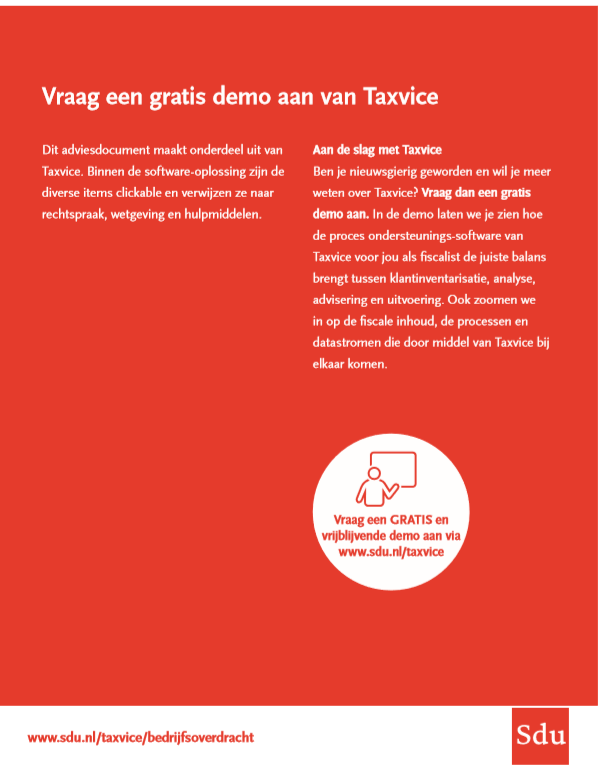 Vraag een gratis demo aan van Taxvice
Dit adviesdocument maakt onderdeel uit van
Taxvice. Binnen de software-oplossing zijn de
diverse items clickable en verwijzen ze naar
rechtspraak, wetgeving en hulpmiddelen.
Aan de slag met Taxvice
Ben je nieuwsgierig geworden en wil je meer
weten over Taxvice? Vraag dan een gratis
demo aan. In de demo laten we je zien hoe
de proces ondersteunings-software van
Taxvice voor jou als fiscalist de juiste balans
brengt tussen klantinventarisatie, analyse,
advisering en uitvoering. Ook zoomen we
in op de fiscale inhoud, de processen en
datastromen die door middel van Taxvice bij
elkaar komen.
Vraag een GRATIS en
vrijblijvende demo aan via
www.sdu.nl/taxvice
www.sdu.nl/taxvice/bedrijfsoverdracht
Sdu